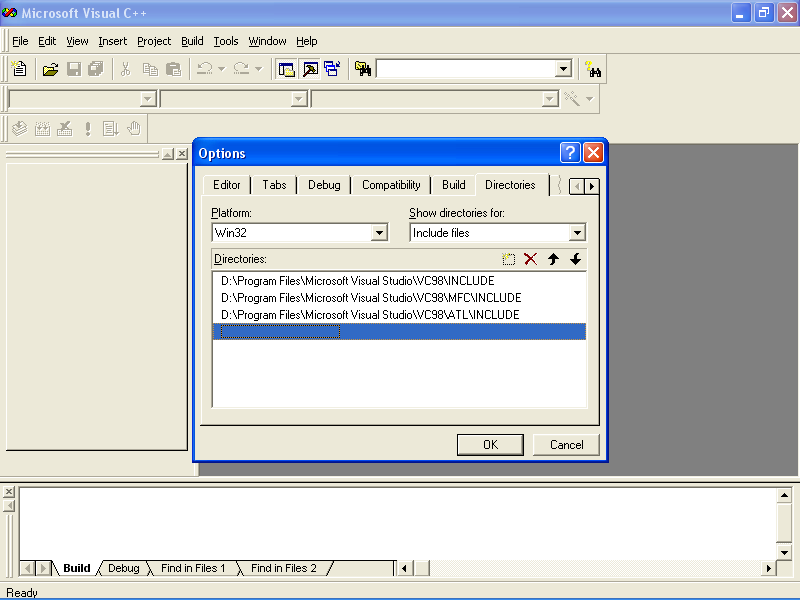 Microsoft Visual C++
File Edit View Insert Project Build Tools Window Help
Options
Editor Tabs Debug Compatibility Build Directories
Platform: Show directories for:
Win32 Include files
Directories:
D:\Program Files\Microsoft Visual Studio\VC98\INCLUDE
D:\Program Files\Microsoft Visual Studio\VC98\MFC\INCLUDE
D:\Program Files\Microsoft Visual Studio\VC98\ATL\INCLUDE
OK Cancel
Build Debug Find in Files 1 Find in Files 2
Ready